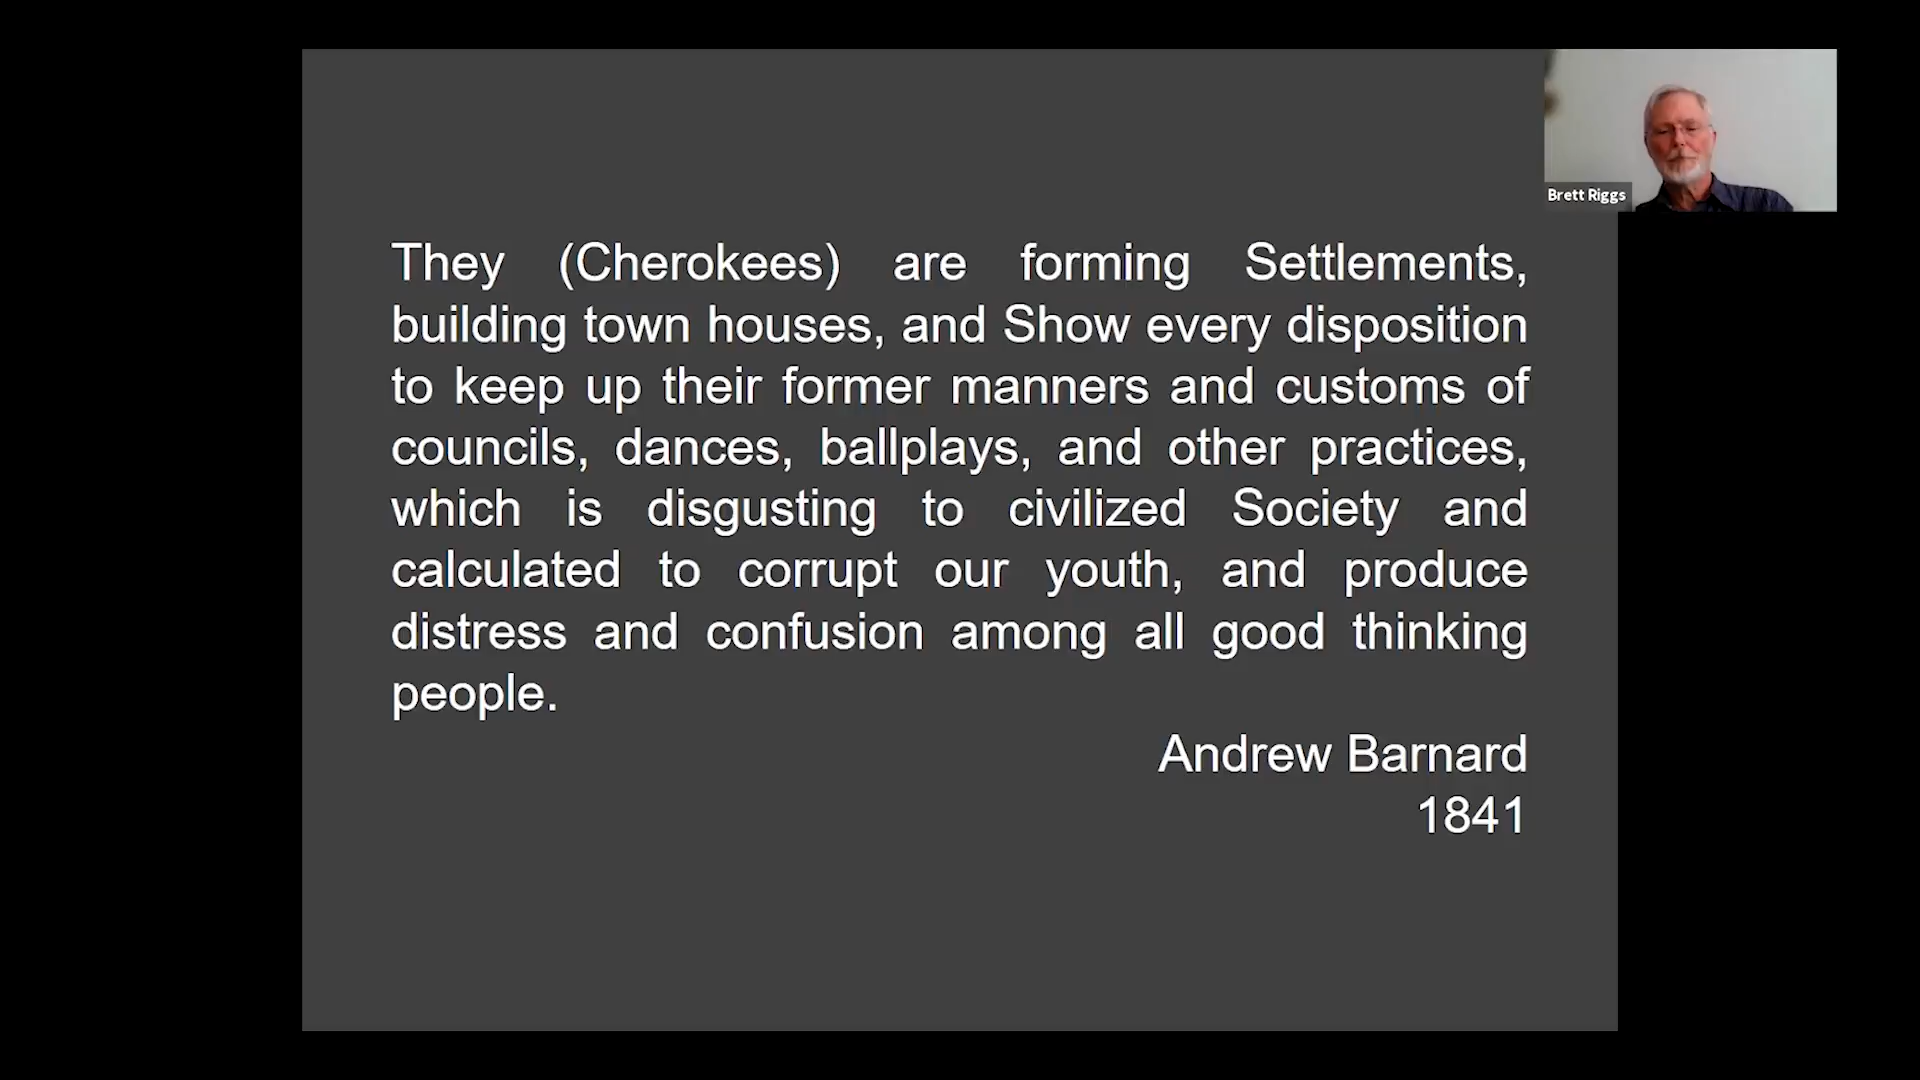 They (Cherokees) are forming Settlements,
building town houses, and Show every disposition
to keep up their former manners and customs of
councils, dances, ballplays, and other practices,
which is disgusting to civilized Society and
calculated to corrupt our youth, and produce
distress and confusion among all good thinking
people.
Andrew Barnard
1841
Brett Riggs